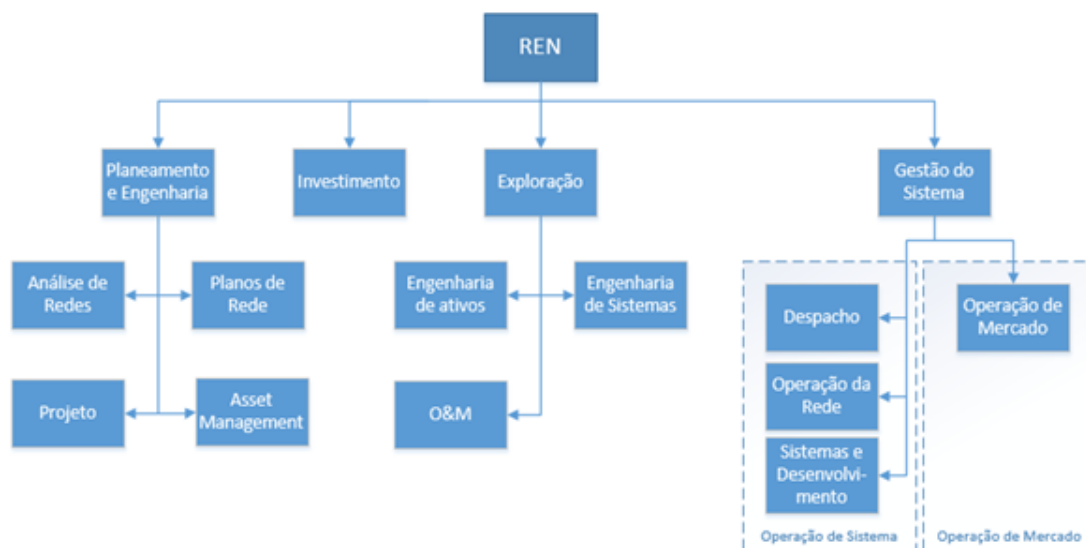 REN
Planeamento
e Engenharia
Investimento
Exploração
Gestão do
Sistema
Análise de
Redes
Planos de
Rede
Engenharia
de ativos
Engenharia
de Sistemas
Despacho
Operação de
Mercado
Projeto
Asset
Management
O&M
Operação da
Rede
Sistemas e
Desenvolvi-
mento
Operação de Sistema
Operação de Mercado